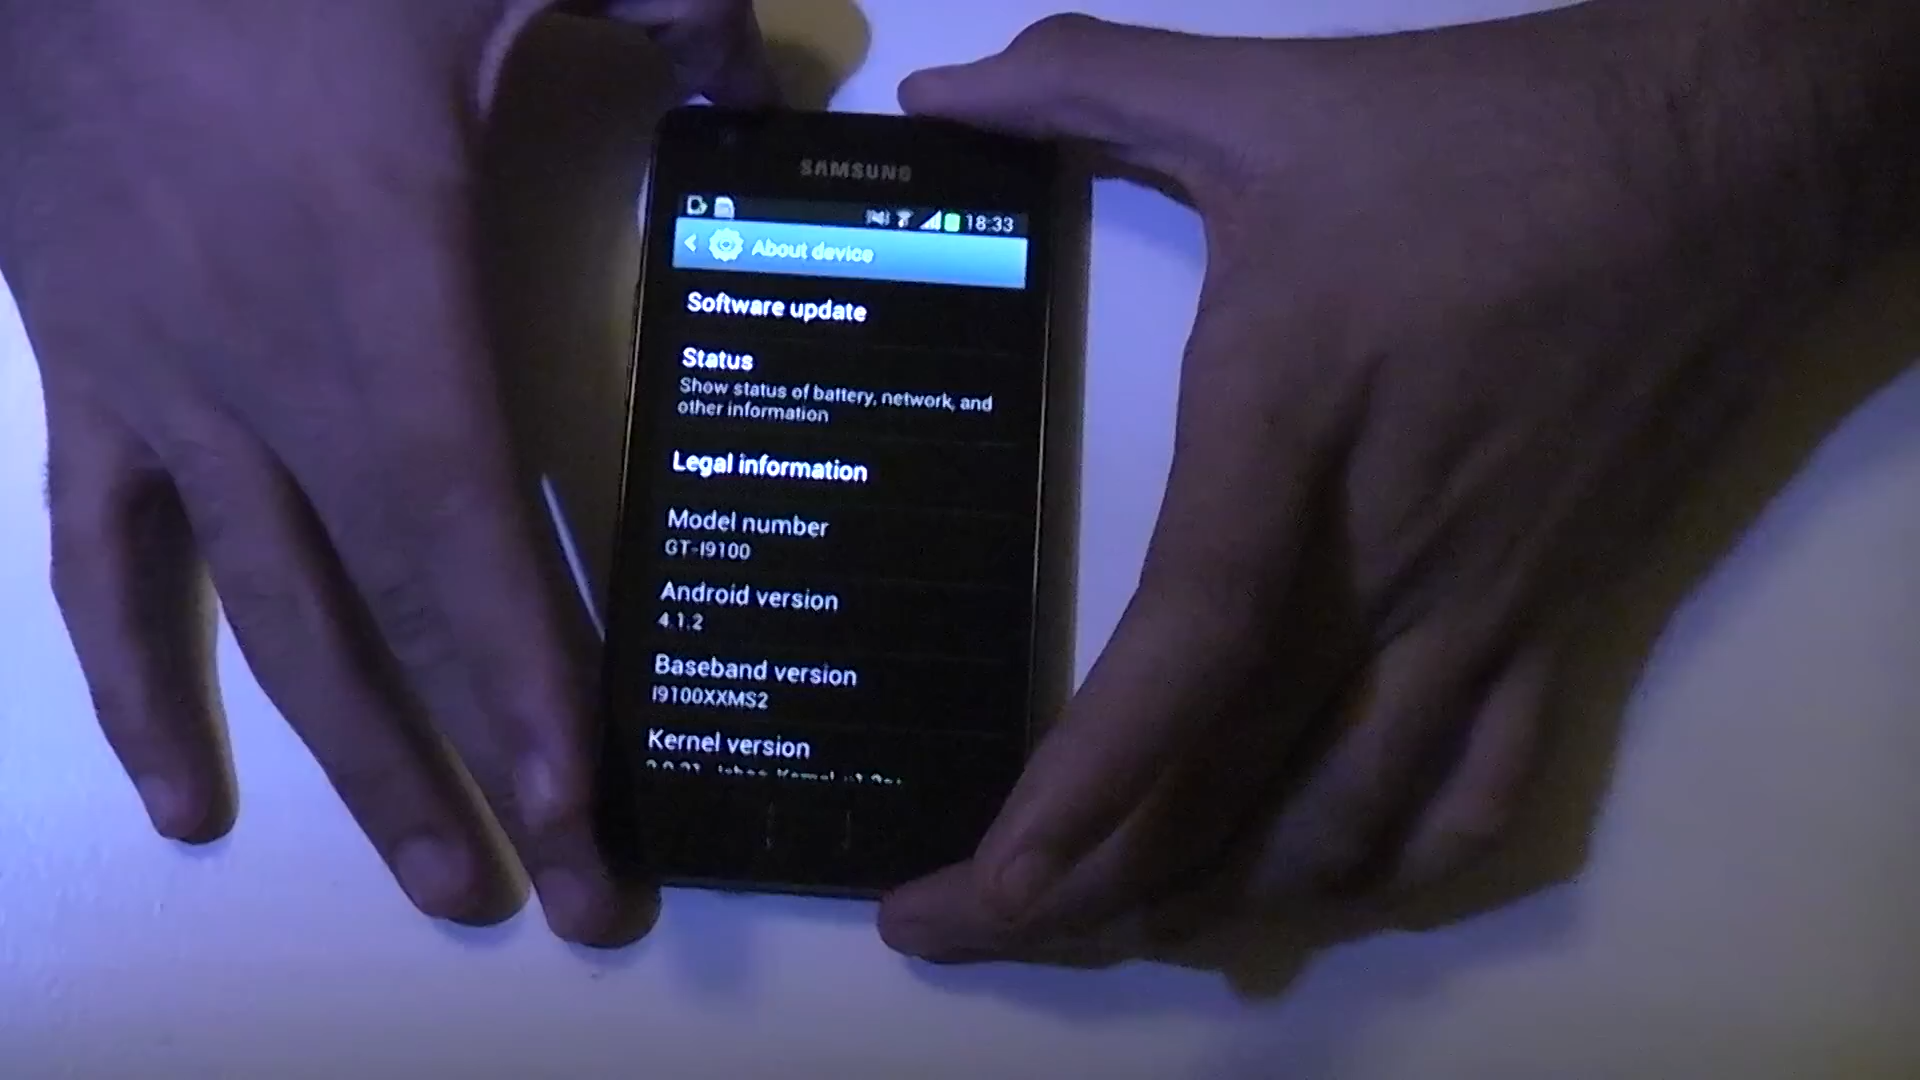 SAMSUNG
18:33
About device
Software update
Status
Show status of battery, network, and
other information
Legal information
Model number
GT-I9100
Android version
4.1.2
Baseband version
I9100XXMS2
Kernel version